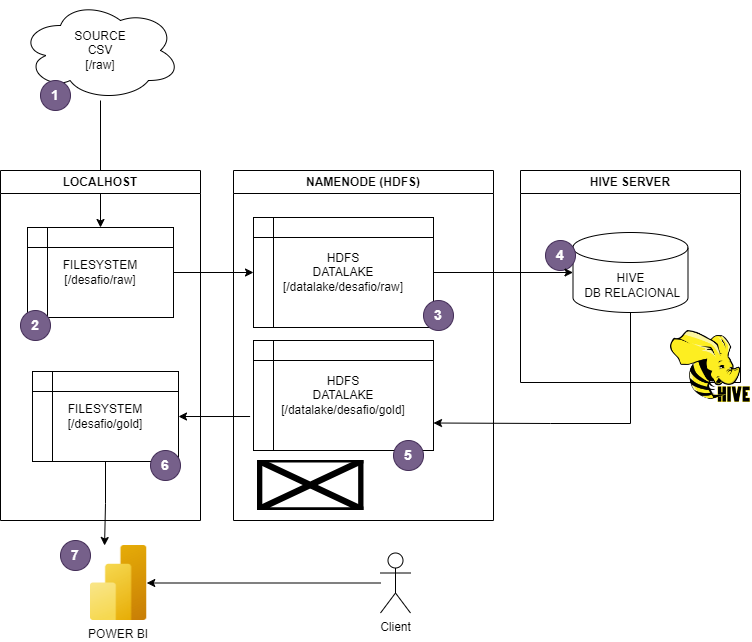 SOURCE
CSV
[/raw]
1
LOCALHOST
NAMENODE (HDFS)
HIVE SERVER
FILESYSTEM
[/desafio/raw]
2
HDFS
DATALAKE
[/datalake/desafio/raw]
3
4
HIVE
DB RELACIONAL
HIVE
FILESYSTEM
[/desafio/gold]
6
HDFS
DATALAKE
[/datalake/desafio/gold]
5
7
POWER BI
Client